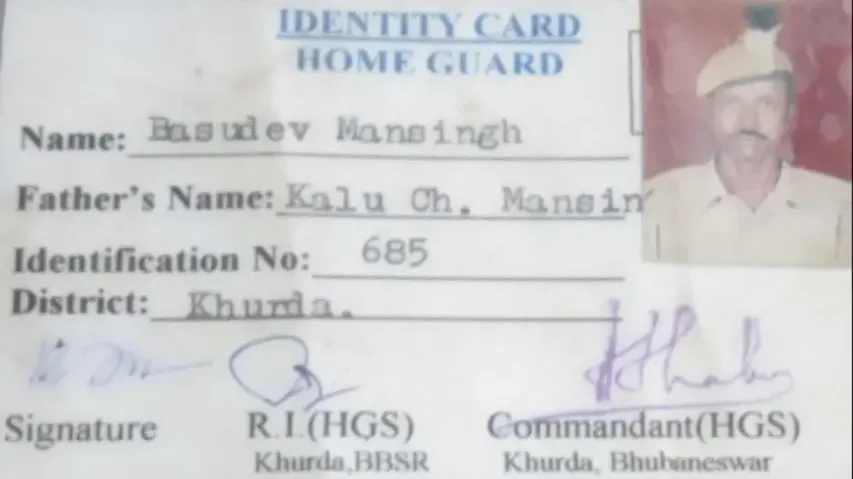 IDENTITY CARD
HOME GUARD
Name: Basudev Mansingh
Father's Name: Kalu Ch. Mansin
Identification No: 685
District: Khurda.
Signature R.I.(HGS) Commandant(HGS)
Khurda,BBSR Khurda, Bhubaneswar